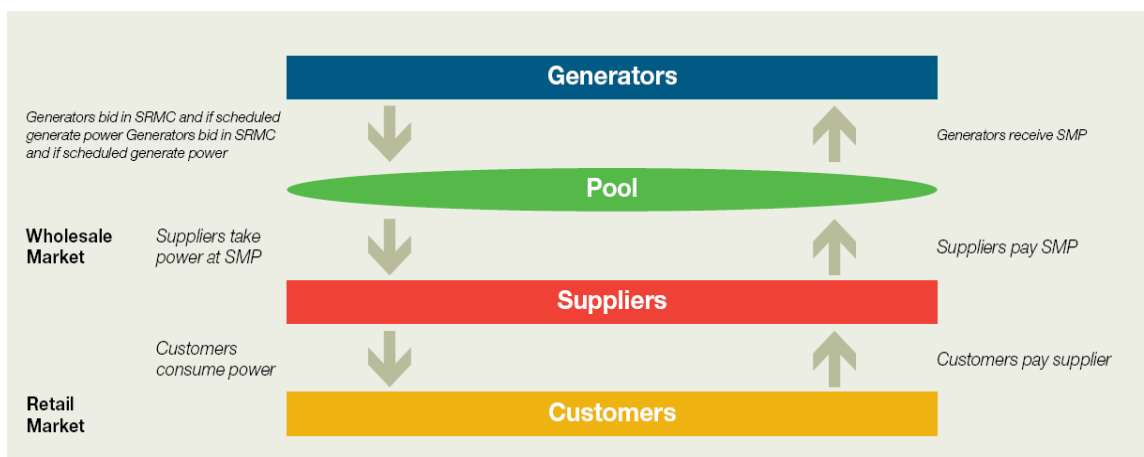 Generators
Generators bid in SRMC and if scheduled
generate power Generators bid in SRMC
and if scheduled generate power
Generators receive SMP
Pool
Wholesale
Market
Suppliers take
power at SMP
Suppliers pay SMP
Suppliers
Customers
consume power
Customers pay supplier
Retail
Market
Customers